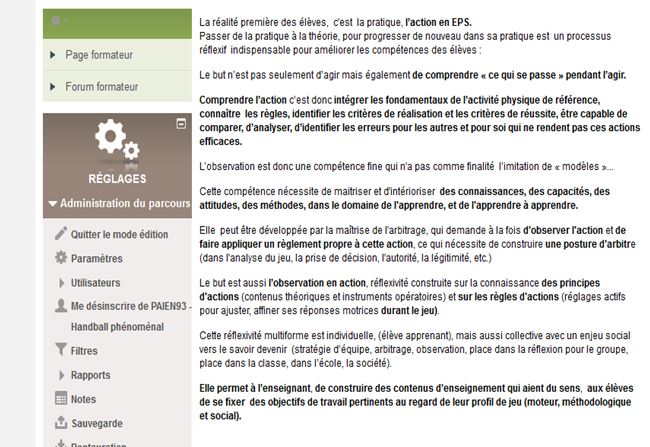 Page formateur
Forum formateur
RÉGLAGES
Administration du parcours
Quitter le mode édition
Paramètres
Utilisateurs
Me désinscrire de PAIEN93 -
Handball phénoménal
Filtres
Rapports
Notes
Sauvegarde
Restauration
La réalité première des élèves, c'est la pratique, l'action en EPS.
Passer de la pratique à la théorie, pour progresser de nouveau dans sa pratique est un processus
réflexif indispensable pour améliorer les compétences des élèves :
Le but n'est pas seulement d'agir mais également de comprendre « ce qui se passe » pendant l'agir.
Comprendre l'action c'est donc intégrer les fondamentaux de l'activité physique de référence,
connaître les règles, identifier les critères de réalisation et les critères de réussite, être capable de
comparer, d'analyser, d'identifier les erreurs pour les autres et pour soi qui ne rendent pas ces actions
efficaces.
L'observation est donc une compétence fine qui n'a pas comme finalité l'imitation de « modèles »...
Cette compétence nécessite de maitriser et d'intérioriser des connaissances, des capacités, des
attitudes, des méthodes, dans le domaine de l'apprendre, et de l'apprendre à apprendre.
Elle peut être développée par la maîtrise de l'arbitrage, qui demande à la fois d'observer l'action et de
faire appliquer un règlement propre à cette action, ce qui nécessite de construire une posture d'arbitre
(dans l'analyse du jeu, la prise de décision, l'autorité, la légitimité, etc.)
Le but est aussi l'observation en action, réflexivité construite sur la connaissance des principes
d'actions (contenus théoriques et instruments opératoires) et sur les règles d'actions (réglages actifs
pour ajuster, affiner ses réponses motrices durant le jeu).
Cette réflexivité multiforme est individuelle, (élève apprenant), mais aussi collective avec un enjeu social
vers le savoir devenir (stratégie d'équipe, arbitrage, observation, place dans la réflexion pour le groupe,
place dans la classe, dans l'école, la société).
Elle permet à l'enseignant, de construire des contenus d'enseignement qui aient du sens, aux élèves
de se fixer des objectifs de travail pertinents au regard de leur profil de jeu (moteur, méthodologique
et social).